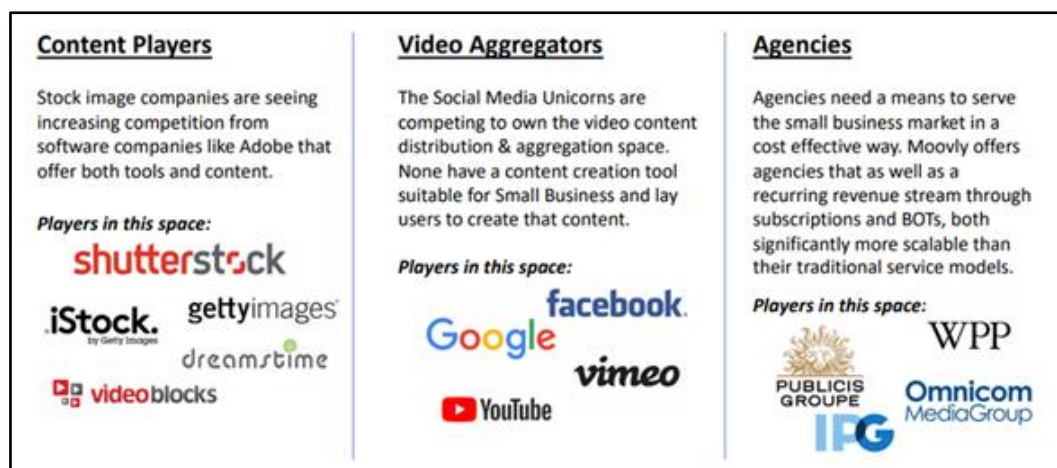 Content Players
Stock image companies are seeing
increasing competition from
software companies like Adobe that
offer both tools and content.
Players in this space:
shutterstock
iStock.
by Getty Images
gettyimages®
dreamstime
videoblocks
Video Aggregators
The Social Media Unicorns are
competing to own the video content
distribution & aggregation space.
None have a content creation tool
suitable for Small Business and lay
users to create that content.
Players in this space:
facebook.
Google
vimeo
YouTube
Agencies
Agencies need a means to serve
the small business market in a
cost effective way. Moovly offers
agencies that as well as a
recurring revenue stream through
subscriptions and BOTs, both
significantly more scalable than
their traditional service models.
Players in this space:
WPP
PUBLICIS
GROUPE
Omnicom
MediaGroup
IPG